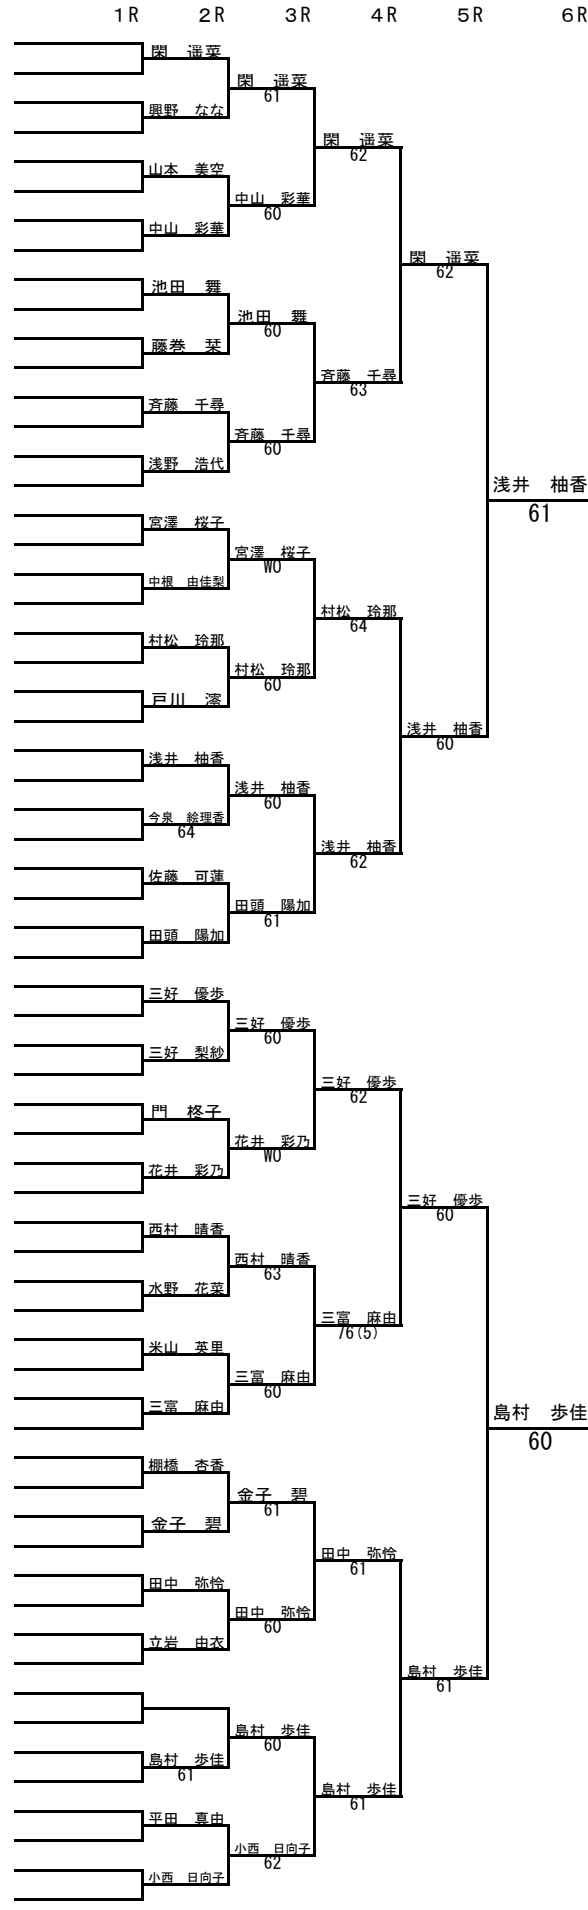 1R 2R 3R 4R 5R 6R
閑　遥菜
閑　遥菜
61
興野　なな
閑　遥菜
62
山本　美空
中山　彩華
60
中山　彩華
閑　遥菜
62
池田　舞
池田　舞
60
藤巻　栞
斉藤　千尋
63
斉藤　千尋
斉藤　千尋
60
浅野　浩代
浅井　柚香
61
宮澤　桜子
宮澤　桜子
WO
中根　由佳梨
村松　玲那
64
村松　玲那
村松　玲那
60
戸川　澪
浅井　柚香
60
浅井　柚香
浅井　柚香
60
今泉　絵理香
64
浅井　柚香
62
佐藤　可蓮
田頭　陽加
61
田頭　陽加
三好　優歩
三好　優歩
60
三好　梨紗
三好　優歩
62
門　柊子
花井　彩乃
WO
花井　彩乃
三好　優歩
60
西村　晴香
西村　晴香
63
水野　花菜
三富　麻由
76(5)
米山　英里
三富　麻由
60
三富　麻由
島村　歩佳
60
棚橋　杏香
金子　碧
61
金子　碧
田中　弥怜
61
田中　弥怜
田中　弥怜
60
立岩　由衣
島村　歩佳
61
島村　歩佳
60
島村　歩佳
61
島村　歩佳
61
平田　真由
小西　日向子
62
小西　日向子